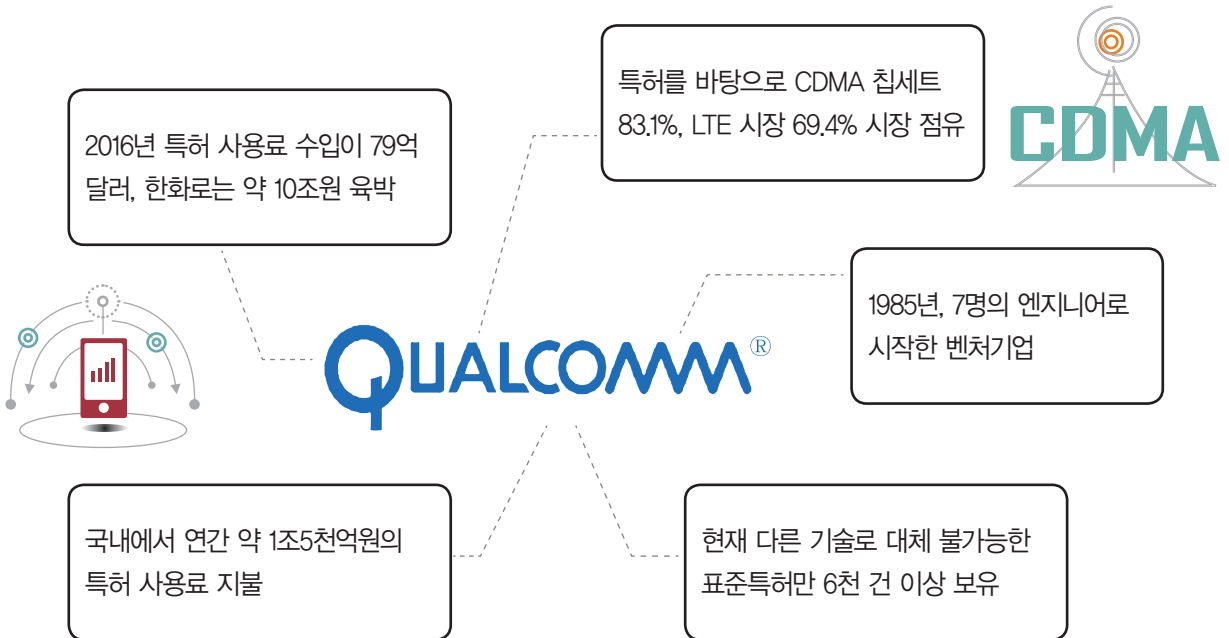 특허를 바탕으로 CDMA 칩세트
83.1%, LTE 시장 69.4% 시장 점유
CDMA
2016년 특허 사용료 수입이 79억
달러, 한화로는 약 10조원 육박
1985년, 7명의 엔지니어로
시작한 벤처기업
QUALCOMM®
국내에서 연간 약 1조5천억원의
특허 사용료 지불
현재 다른 기술로 대체 불가능한
표준특허만 6천 건 이상 보유